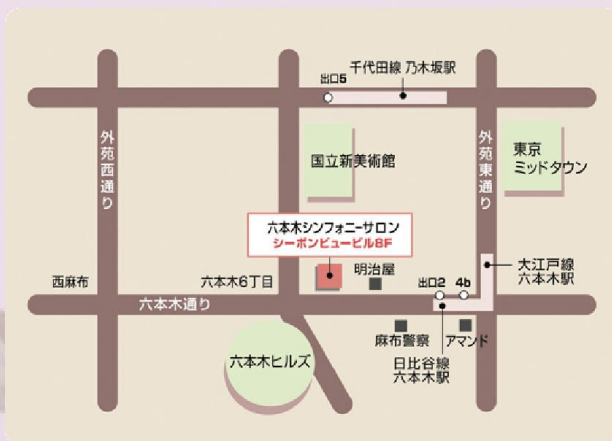 千代田線 乃木坂駅
出口5
外苑西通り
国立新美術館
外苑東通り
東京
ミッドタウン
六本木シンフォニーサロン
シーボンビュービル8F
西麻布
六本木6丁目
明治屋
出口2
4b
大江戸線
六本木駅
六本木通り
麻布警察
アマンド
日比谷線
六本木駅
六本木ヒルズ